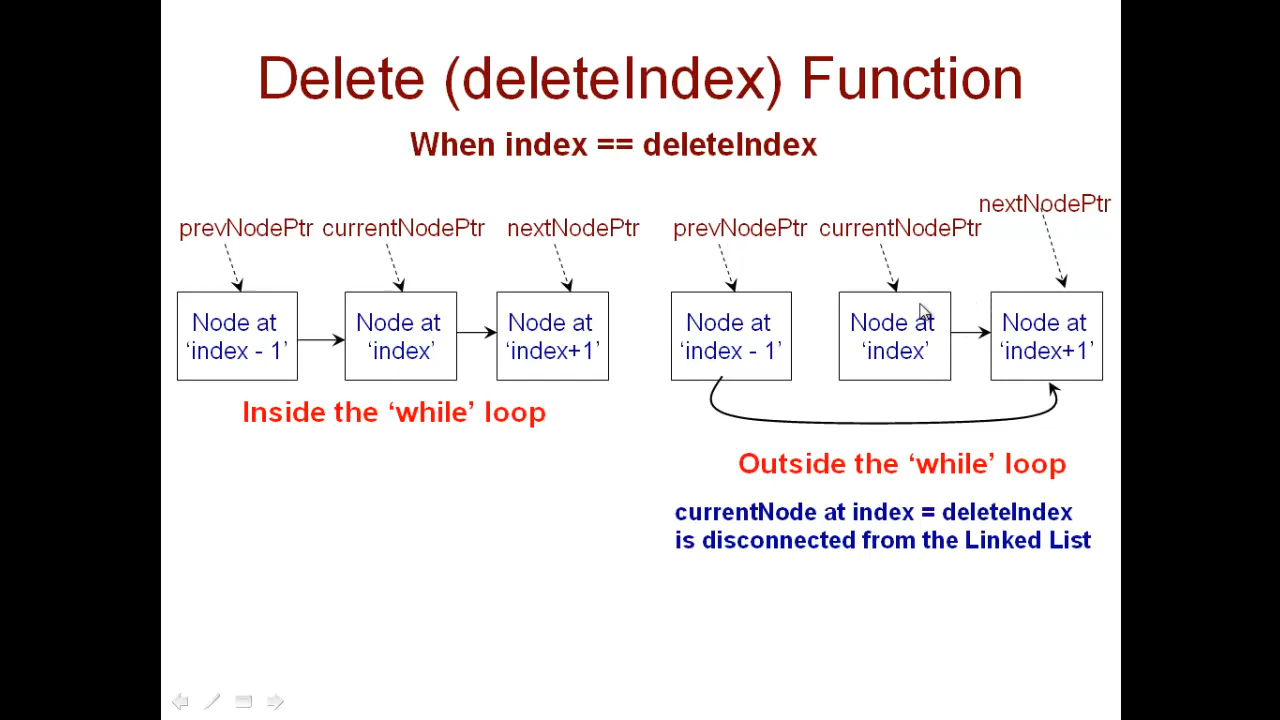 Delete (deleteIndex) Function
When index == deleteIndex
prevNodePtr currentNodePtr nextNodePtr
Node at
‘index - 1’
Node at
‘index’
Node at
‘index+1’
Inside the ‘while’ loop
prevNodePtr currentNodePtr nextNodePtr
Node at
‘index - 1’
Node at
‘index’
Node at
‘index+1’
Outside the ‘while’ loop
currentNode at index = deleteIndex
is disconnected from the Linked List